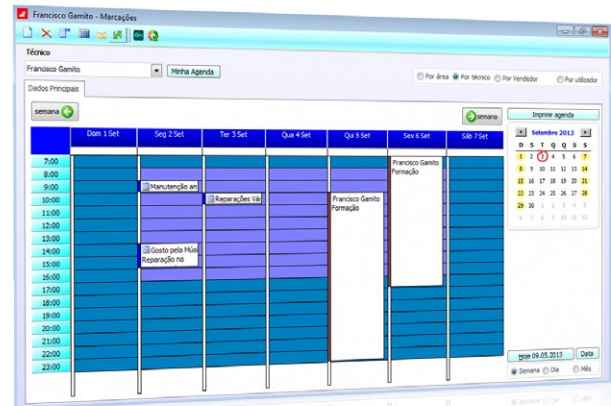 Francisco Gamito - Marcações
Técnico
Francisco Gamito
Minha Agenda
Por área
Por técnico
Por Vendedor
Por utilizador
Dados Principais
semana
semana
Imprimir agenda
Dom 1 Set
Seg 2 Set
Ter 3 Set
Qua 4 Set
Qui 5 Set
Sex 6 Set
Sáb 7 Set
Setembro 2013
D S T Q Q S S
1 2 3 4 5 6 7
8 9 10 11 12 13 14
15 16 17 18 19 20 21
22 23 24 25 26 27 28
29 30 1 2 3 4 5
6 7 8 9 10 11 12
7:00
8:00
9:00
10:00
11:00
12:00
13:00
14:00
15:00
16:00
17:00
18:00
19:00
20:00
21:00
22:00
23:00
Manutenção an
Gosto pela Músi
Reparação no
Reparações Vár
Francisco Gamito
Formação
Francisco Gamito
Formação
Hoje 09.05.2013
Data
Semana
Dia
Mês